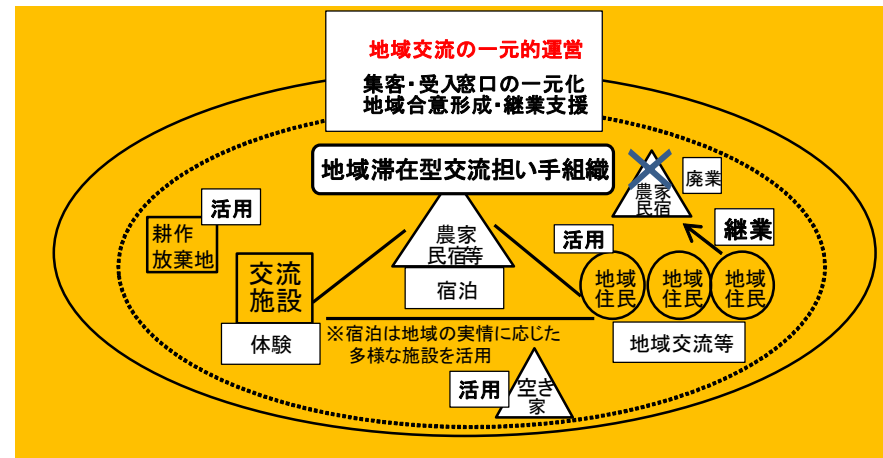 地域交流の一元的運営
集客・受入窓口の一元化
地域合意形成・継業支援
地域滞在型交流担い手組織
農家
民宿
廃業
継業
活用
耕作
放棄地
農家
民宿等
宿泊
活用
地域
住民
地域
住民
地域
住民
地域交流等
交流
施設
体験
※宿泊は地域の実情に応じた
多様な施設を活用
活用
空き
家